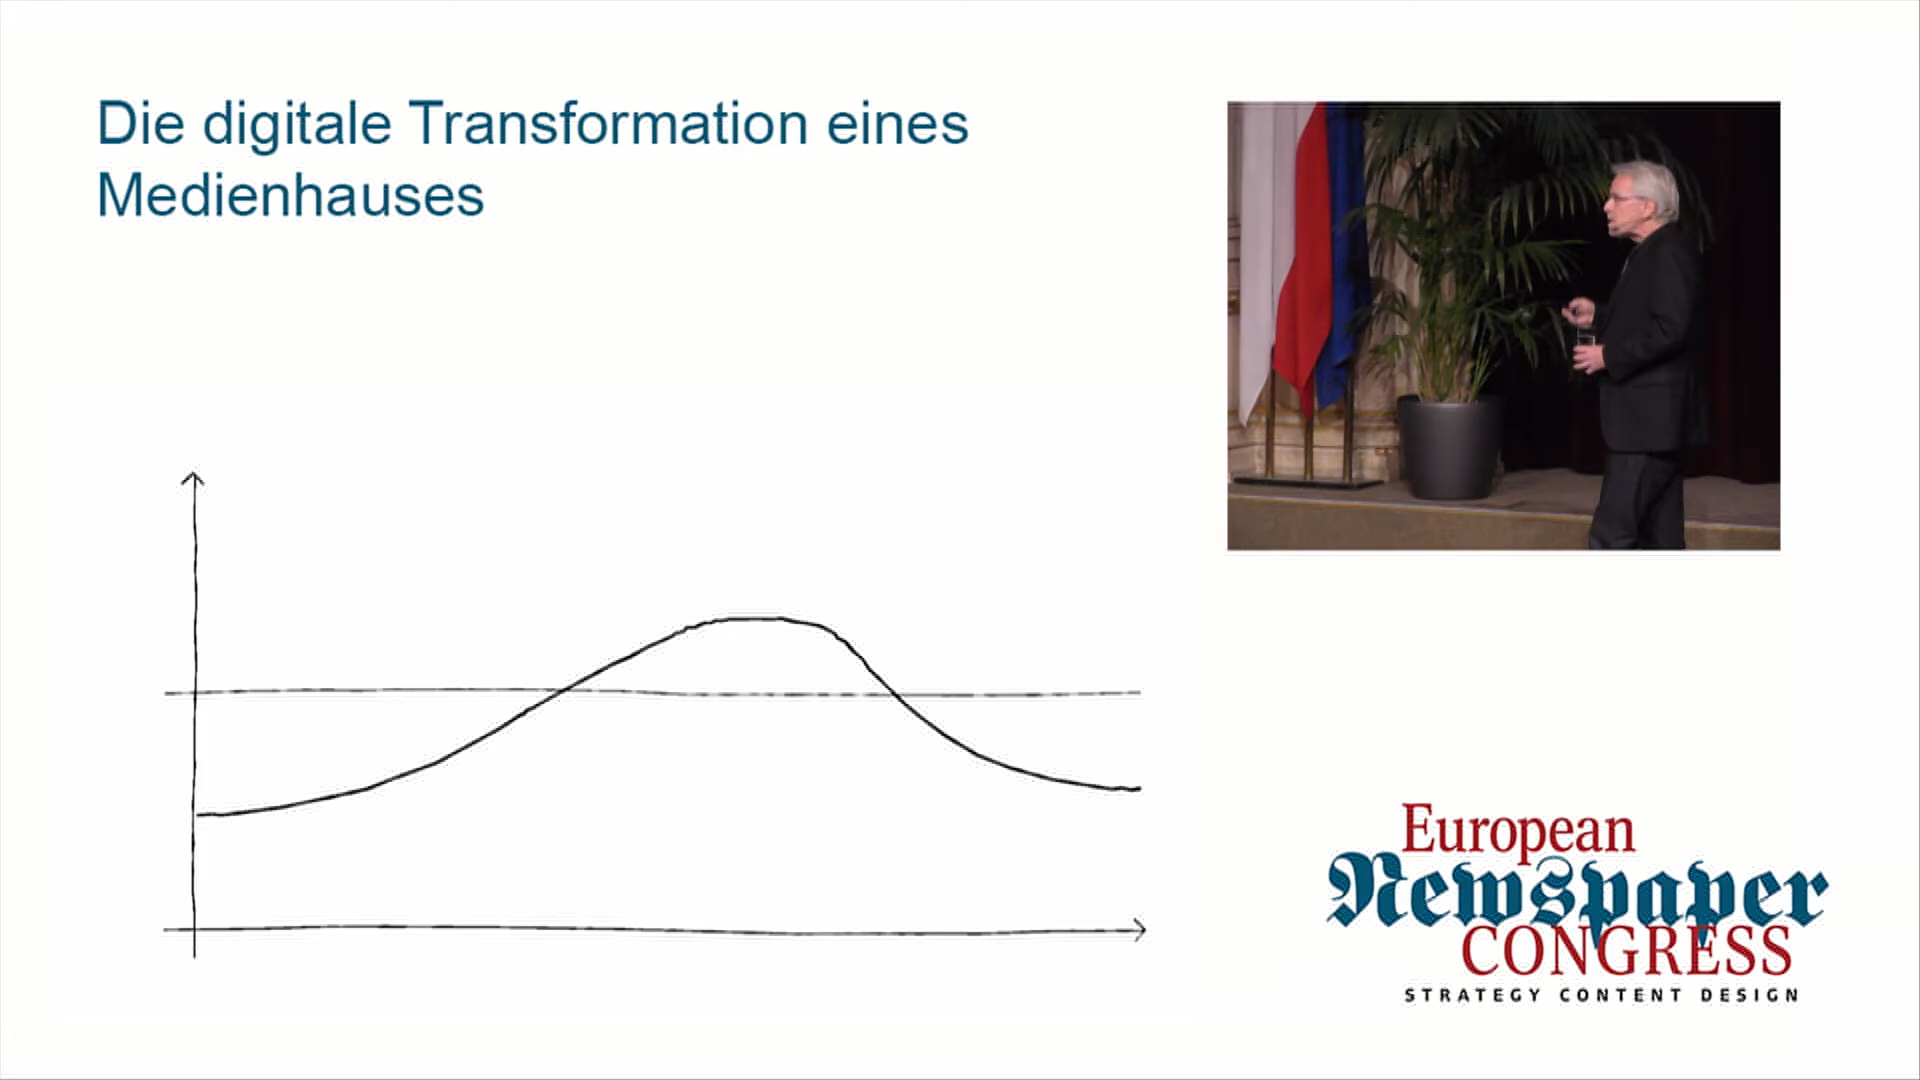 Die digitale Transformation eines
Medienhauses
European
Newspaper
CONGRESS
STRATEGY CONTENT DESIGN